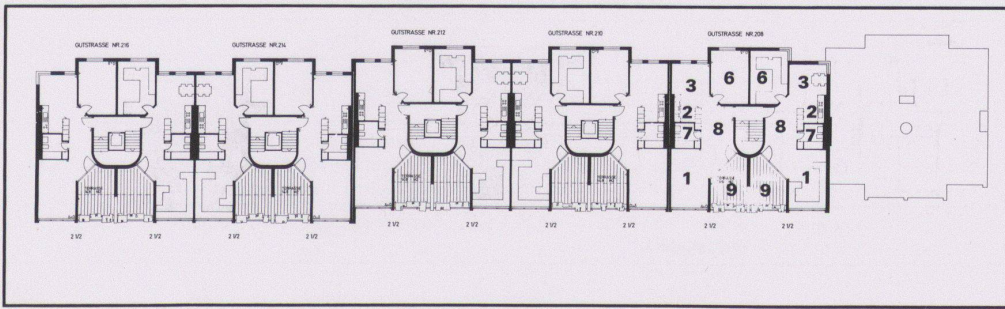 GUTSTRASSE NR. 216
GUTSTRASSE NR. 214
GUTSTRASSE NR. 212
GUTSTRASSE NR. 210
GUTSTRASSE NR. 208
3 6 6 3
2 2
7 8 8 7
1 9 9 1
2 1/2 2 1/2 2 1/2 2 1/2 2 1/2 2 1/2 2 1/2 2 1/2 2 1/2 2 1/2